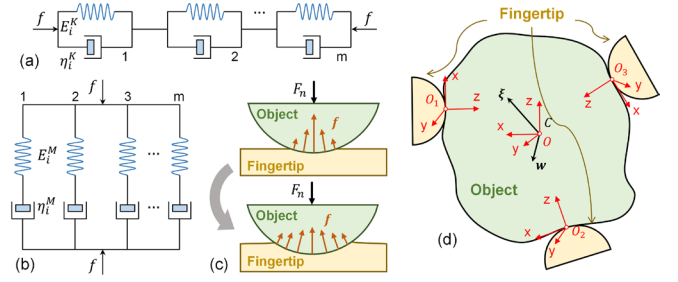 f
E_i^K
η_i^K
1
...
2
m
f
(a)
1
2
3
m
f
E_i^M
...
η_i^M
...
f
(b)
F_n
Object
f
Fingertip
F_n
Object
f
Fingertip
(c)
Fingertip
x
O_1
z
y
ξ
z
C
x
O
y
w
O_3
z
y
x
Object
z
x
O_2
y
(d)